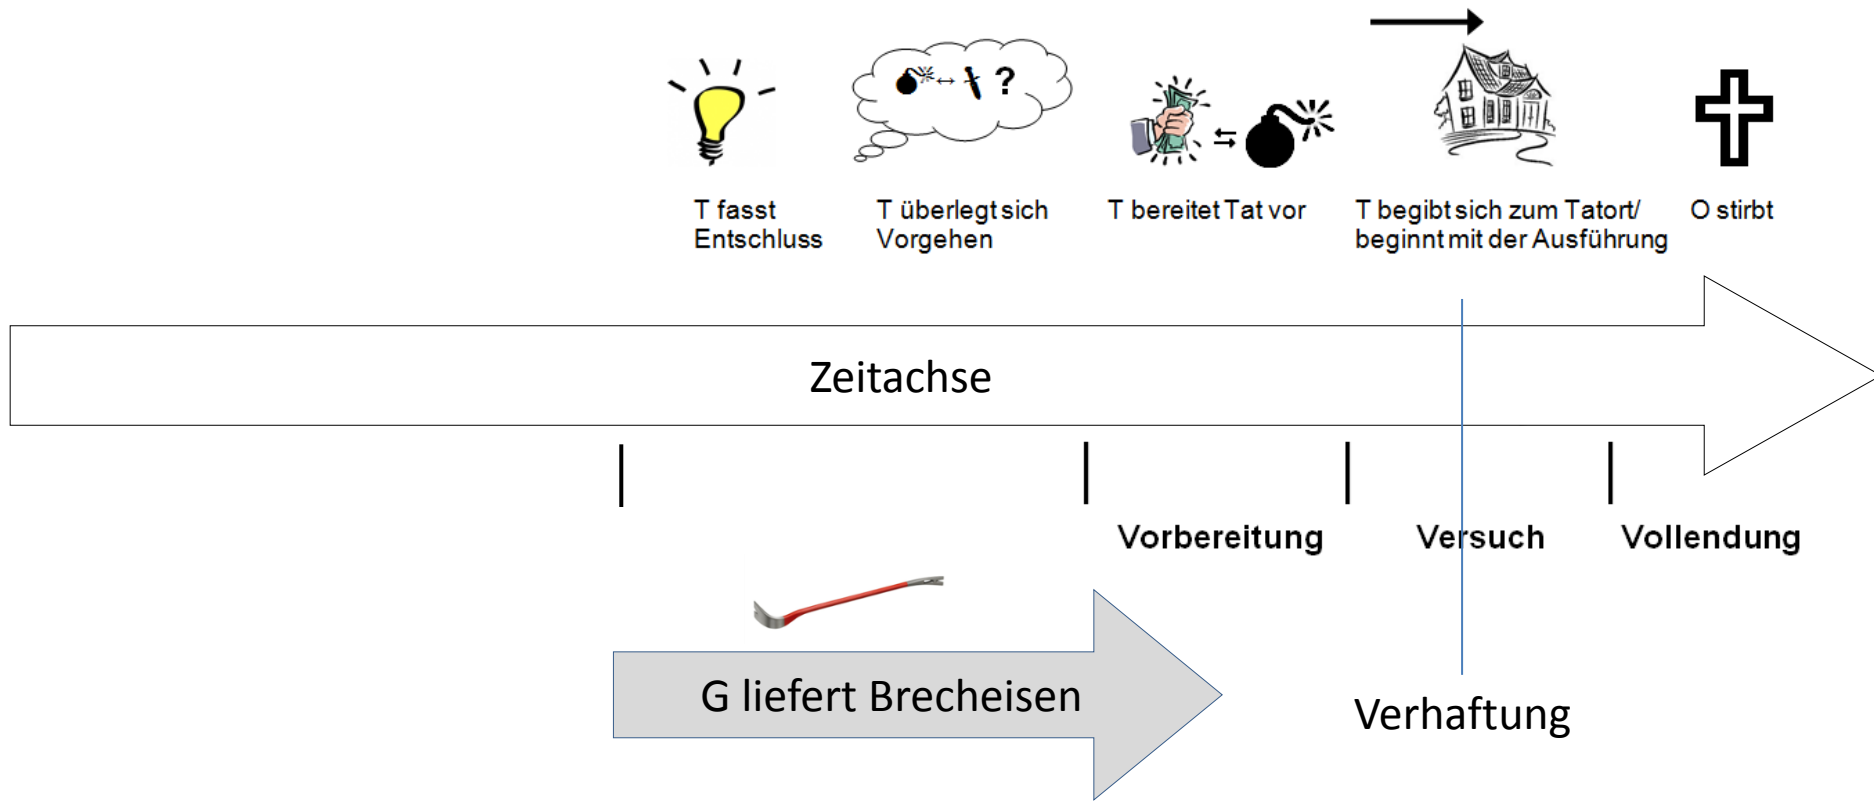 ?
T fasst
Entschluss
T überlegt sich
Vorgehen
T bereitet Tat vor
T begibt sich zum Tatort/
beginnt mit der Ausführung
O stirbt
Zeitachse
Vorbereitung
Versuch
Vollendung
G liefert Brecheisen
Verhaftung